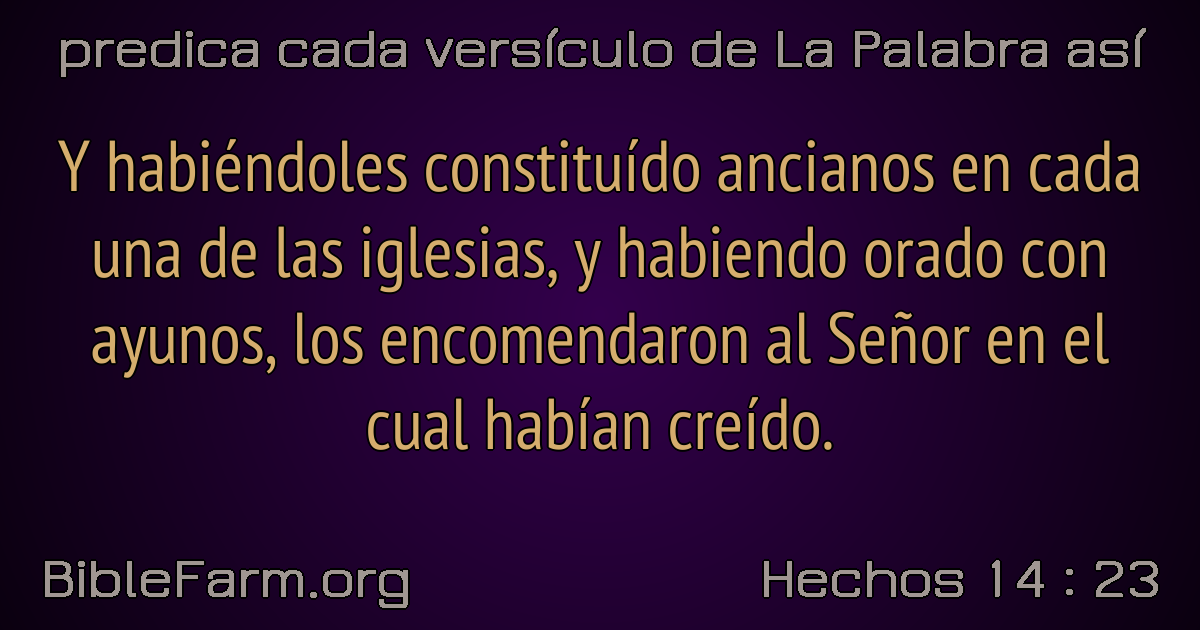 predica cada versículo de La Palabra así
Y habiéndoles constituído ancianos en cada
una de las iglesias, y habiendo orado con
ayunos, los encomendaron al Señor en el
cual habían creído.
BibleFarm.org
Hechos 14 : 23